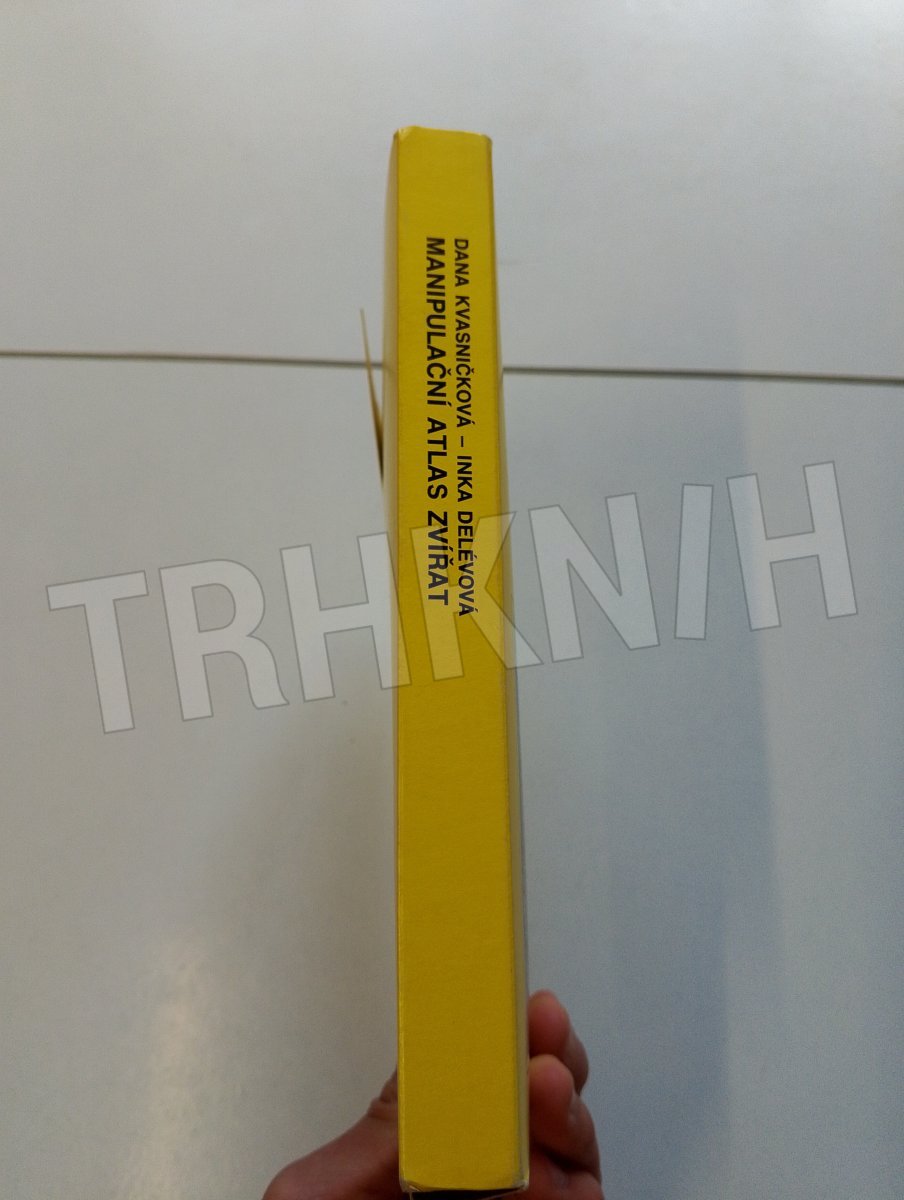 DANA KVASNIČKOVÁ – INKA DELÉVOVÁ
MANIPULAČNÍ ATLAS ZVÍŘAT
TRHKNIH